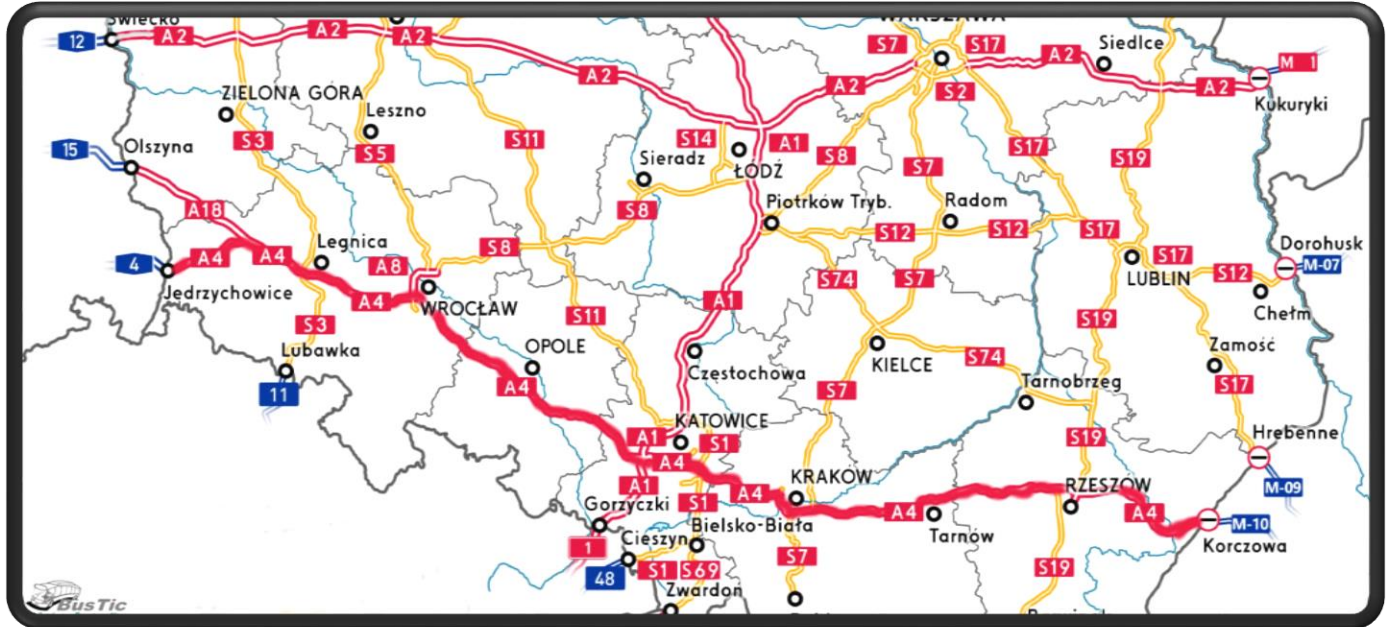 Świecko
WARSZAWA
12
A2
A2
A2
A2
A2
S7
S17
A2
Siedlce
A2
M 1
Kukuryki
S2
ZIELONA GÓRA
Leszno
S3
S5
S11
S14
A1
Sieradz
ŁÓDŹ
S8
S7
S17
S19
15
Olszyna
A18
S8
Piotrków Tryb.
Radom
S12
S12
S17
Legnica
A4
A4
A8
S8
4
Jedrzychowice
A4
WROCŁAW
S74
S7
LUBLIN
S17
S12
Dorohusk
M-07
Chełm
A1
S11
S3
Lubawka
11
OPOLE
A4
Częstochowa
KIELCE
S74
S19
Zamość
S17
Tarnobrzeg
S7
KATOWICE
A1
S1
A4
A1
S19
Hrebenne
M-09
KRAKÓW
A4
A4
RZESZÓW
A4
M-10
Korczowa
Tarnów
S1
Gorzyczki
1
Cieszyn
Bielsko-Biała
48
S1
S69
Zwardoń
S7
S19
BusTic